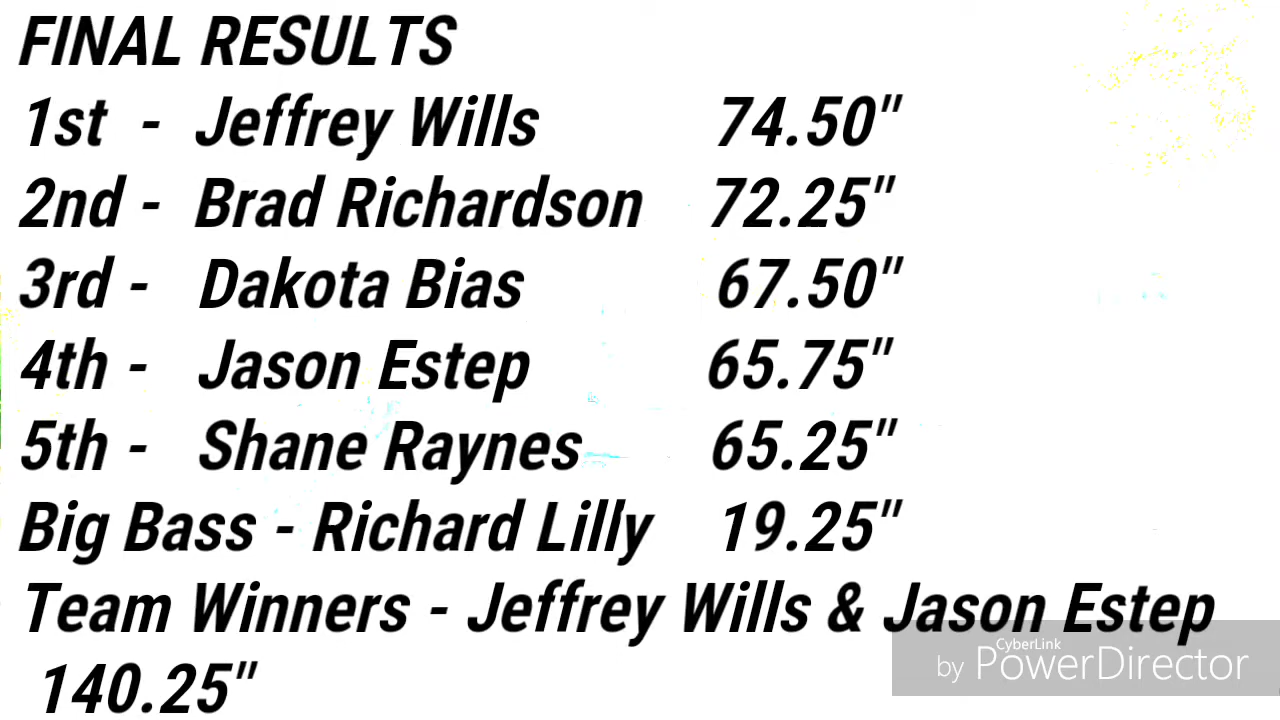 FINAL RESULTS
1st - Jeffrey Wills 74.50"
2nd - Brad Richardson 72.25"
3rd - Dakota Bias 67.50"
4th - Jason Estep 65.75"
5th - Shane Raynes 65.25"
Big Bass - Richard Lilly 19.25"
Team Winners - Jeffrey Wills & Jason Estep
140.25"
CyberLink
by PowerDirector